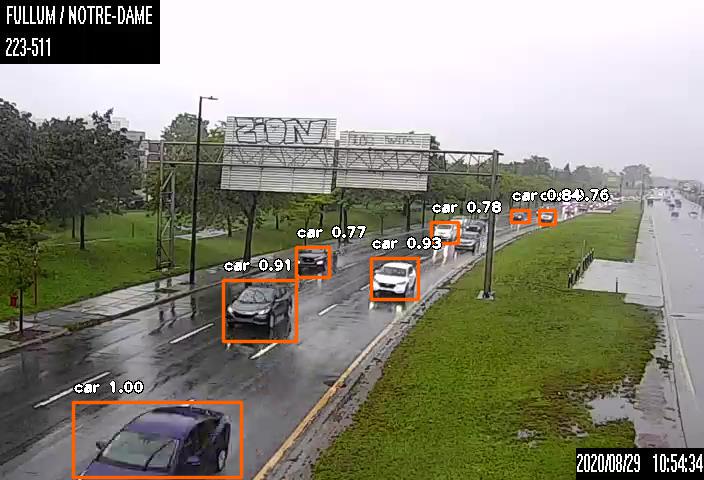 FULLUM / NOTRE-DAME
223-511
ZION
car 0.78
car 0.77
car 0.93
car 0.91
car 1.00
2020/08/29 10:54:34